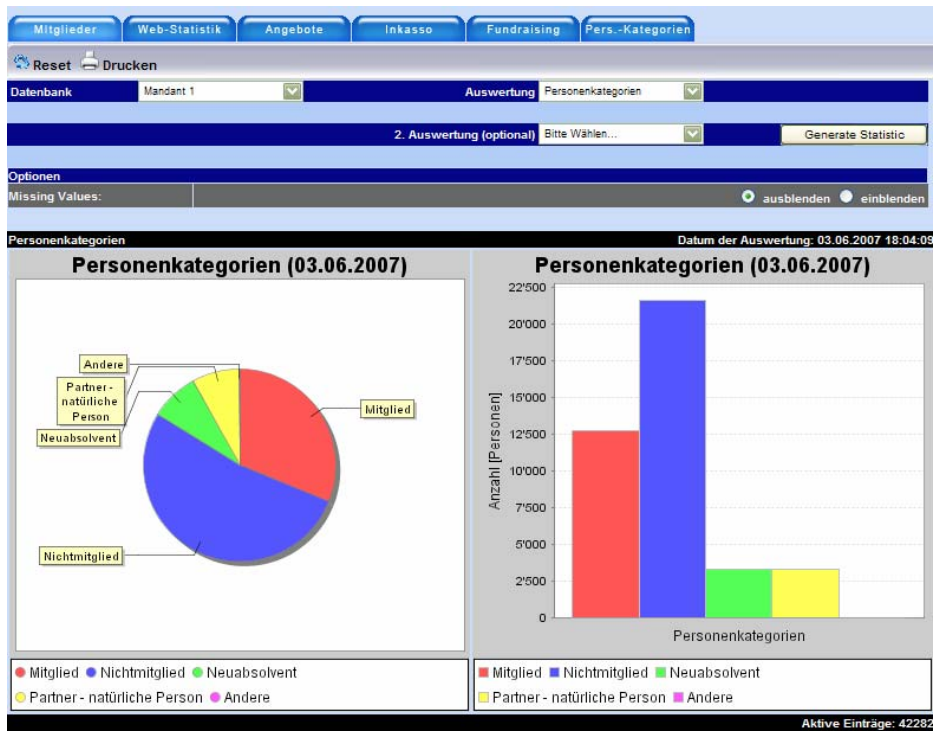 Mitglieder Web-Statistik Angebote Inkasso Fundraising Pers.-Kategorien
Reset Drucken
Datenbank Mandant 1 Auswertung Personenkategorien
2. Auswertung (optional) Bitte Wählen... Generate Statistic
Optionen
Missing Values: ausblenden einblenden
Personenkategorien Datum der Auswertung: 03.06.2007 18:04:09
Personenkategorien (03.06.2007)
Andere
Partner -
natürliche
Person
Neuabsolvent
Mitglied
Nichtmitglied
Mitglied Nichtmitglied Neuabsolvent
Partner - natürliche Person Andere
Personenkategorien (03.06.2007)
22'500
20'000
17'500
15'000
12'500
10'000
7'500
5'000
2'500
0
Anzahl [Personen]
Personenkategorien
Mitglied Nichtmitglied Neuabsolvent
Partner - natürliche Person Andere
Aktive Einträge: 42282